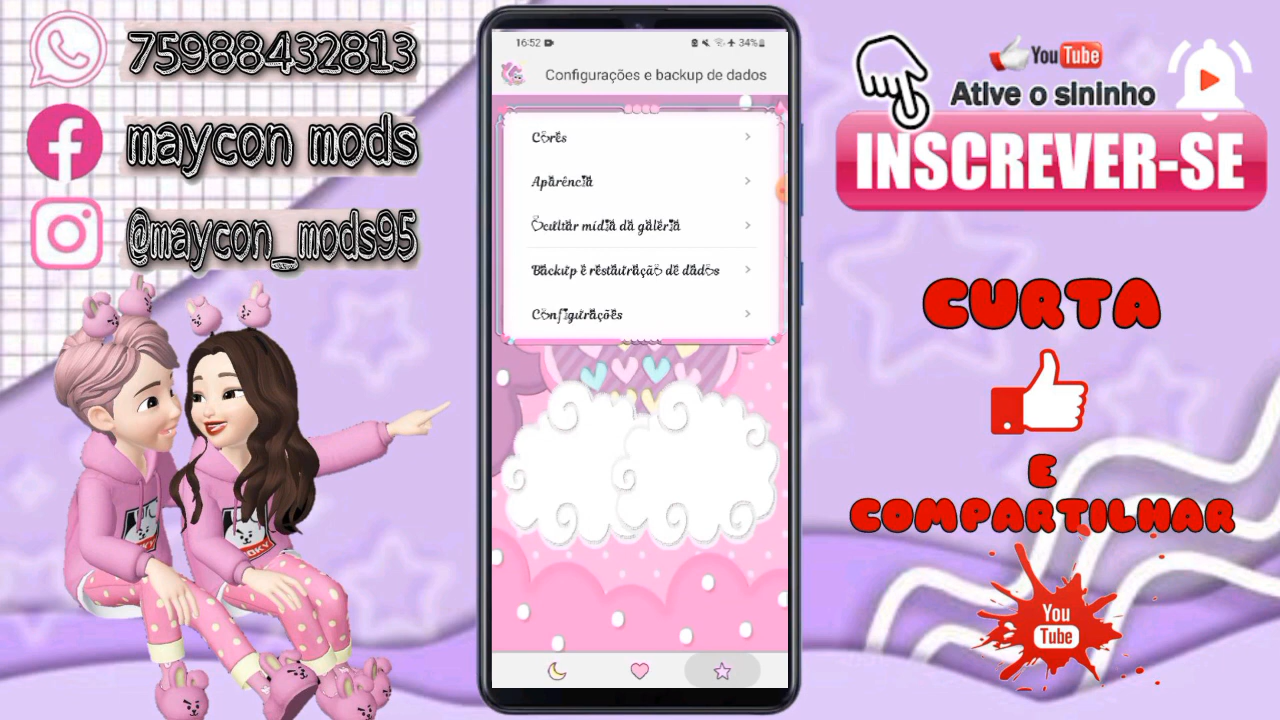 75988432813
maycon mods
@maycon_mods95
16:52
34%
Configurações e backup de dados
Cores
Aparência
Ocultar mídia da galeria
Backup e restauração de dados
Configurações
YouTube
Ative o sininho
INSCREVER-SE
CURTA
E
COMPARTILHAR
You
Tube